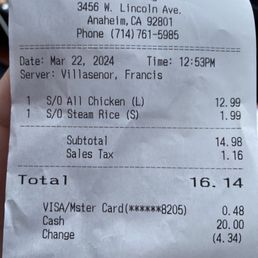 3456 W. Lincoln Ave.
Anaheim,CA 92801
Phone (714)761-5985
Date: Mar 22, 2024 Time: 12:53PM
Server: Villasenor, Francis
1 S/O All Chicken (L) 12.99
1 S/O Steam Rice (S) 1.99
Subtotal 14.98
Sales Tax 1.16
Total 16.14
VISA/Mster Card(******8205) 0.48
Cash 20.00
Change (4.34)